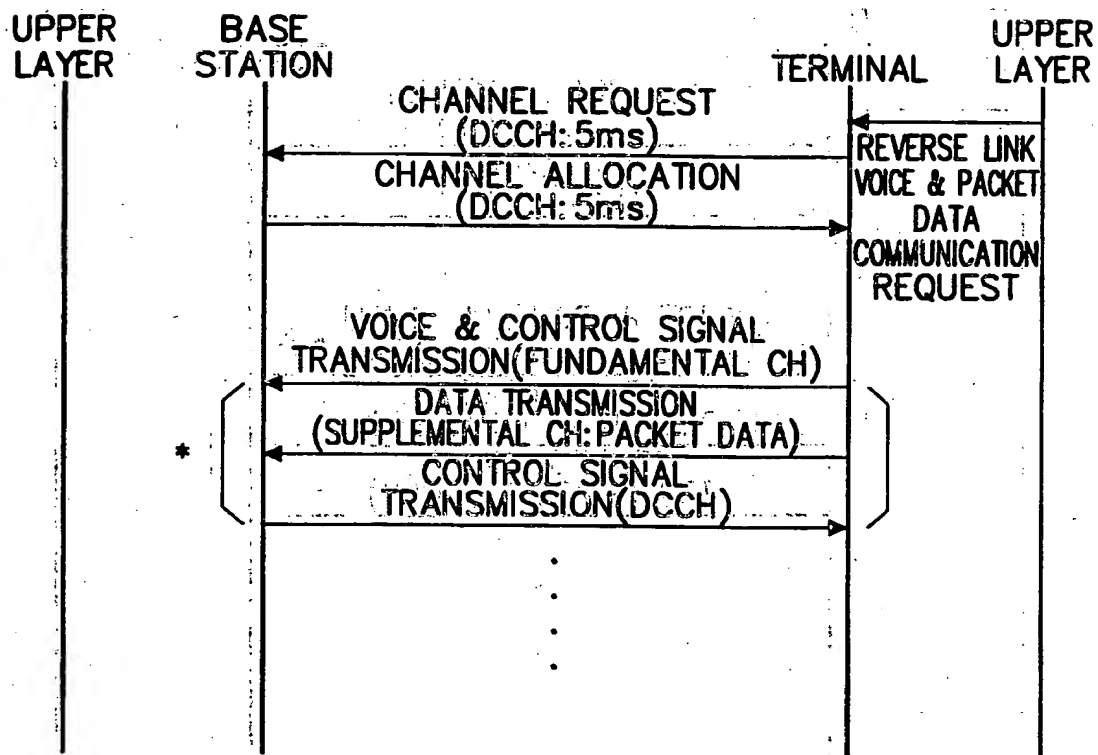 UPPER LAYER
BASE STATION
TERMINAL
UPPER LAYER
CHANNEL REQUEST
(DCCH: 5ms)
REVERSE LINK
VOICE & PACKET
DATA
COMMUNICATION
REQUEST
CHANNEL ALLOCATION
(DCCH: 5ms)
VOICE & CONTROL SIGNAL
TRANSMISSION(FUNDAMENTAL CH)
DATA TRANSMISSION
(SUPPLEMENTAL CH:PACKET DATA)
*
CONTROL SIGNAL
TRANSMISSION(DCCH)